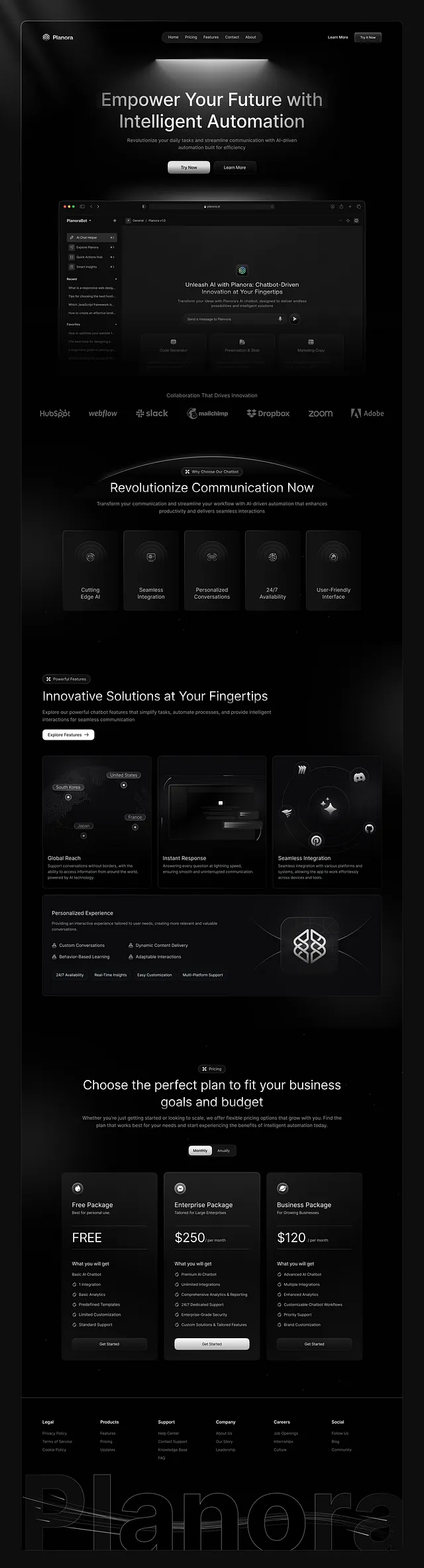 Planora
Home Pricing Features Contact About
Learn More
Try It Now
Empower Your Future with
Intelligent Automation
Revolutionize your daily tasks and streamline communication with AI-driven
automation built for efficiency
Try Now
Learn More
planora.ai
PlanoraBot
General / Planora v1.0
AI Chat Helper
Explore Planora
Quick Actions Hub
Smart Insights
Recent
What is a responsive web desig...
Tips for choosing the best font...
Which JavaScript framework is...
How to create an effective land...
Favorites
Unleash AI with Planora: Chatbot-Driven
Innovation at Your Fingertips
Transform your ideas with Planora's AI chatbot, designed to deliver endless
possibilities and intelligent solutions
Send a message to Planora
Code Generator
Presentation & Slide
Marketing Copy
Collaboration That Drives Innovation
HubSpot
webflow
slack
mailchimp
Dropbox
zoom
Adobe
Why Choose Our Chatbot
Revolutionize Communication Now
Transform your communication and streamline your workflow with AI-driven automation that enhances
productivity and delivers seamless interactions
Cutting
Edge AI
Seamless
Integration
Personalized
Conversations
24/7
Availability
User-Friendly
Interface
Powerful Features
Innovative Solutions at Your Fingertips
Explore our powerful chatbot features that simplify tasks, automate processes, and provide intelligent
interactions for seamless communication
Explore Features
United States
South Korea
France
Japan
Global Reach
Support conversations without borders, with the
ability to access information from around the world,
powered by AI technology.
Instant Response
Answering every question at lightning speed,
ensuring smooth and uninterrupted communication.
Seamless Integration
Seamless integration with various platforms and
systems, allowing the app to work effortlessly
across devices and tools.
Personalized Experience
Providing an interactive experience tailored to user needs, creating more relevant and valuable
conversations.
Custom Conversations
Dynamic Content Delivery
Behavior-Based Learning
Adaptable Interactions
24/7 Availability
Real-Time Insights
Easy Customization
Multi-Platform Support
Pricing
Choose the perfect plan to fit your business
goals and budget
Whether you're just getting started or looking to scale, we offer flexible pricing options that grow with you. Find the
plan that works best for your needs and start experiencing the benefits of intelligent automation today.
Monthly
Anually
Free Package
Best for personal use
FREE
What you will get
Basic AI Chatbot
1 Integration
Basic Analytics
Predefined Templates
Limited Customization
Standard Support
Get Started
Enterprise Package
Tailored for Large Enterprises
$250 / per month
What you will get
Premium AI Chatbot
Unlimited Integrations
Comprehensive Analytics & Reporting
24/7 Dedicated Support
Enterprise-Grade Security
Custom Solutions & Tailored Features
Get Started
Business Package
For Growing Businesses
$120 / per month
What you will get
Advanced AI Chatbot
Multiple Integrations
Enhanced Analytics
Customizable Chatbot Workflows
Priority Support
Brand Customization
Get Started
Legal
Privacy Policy
Terms of Service
Cookie Policy
Products
Features
Pricing
Updates
Support
Help Center
Contact Support
Knowledge Base
FAQ
Company
About Us
Our Story
Leadership
Careers
Job Openings
Internships
Culture
Social
Follow Us
Blog
Community
Planora